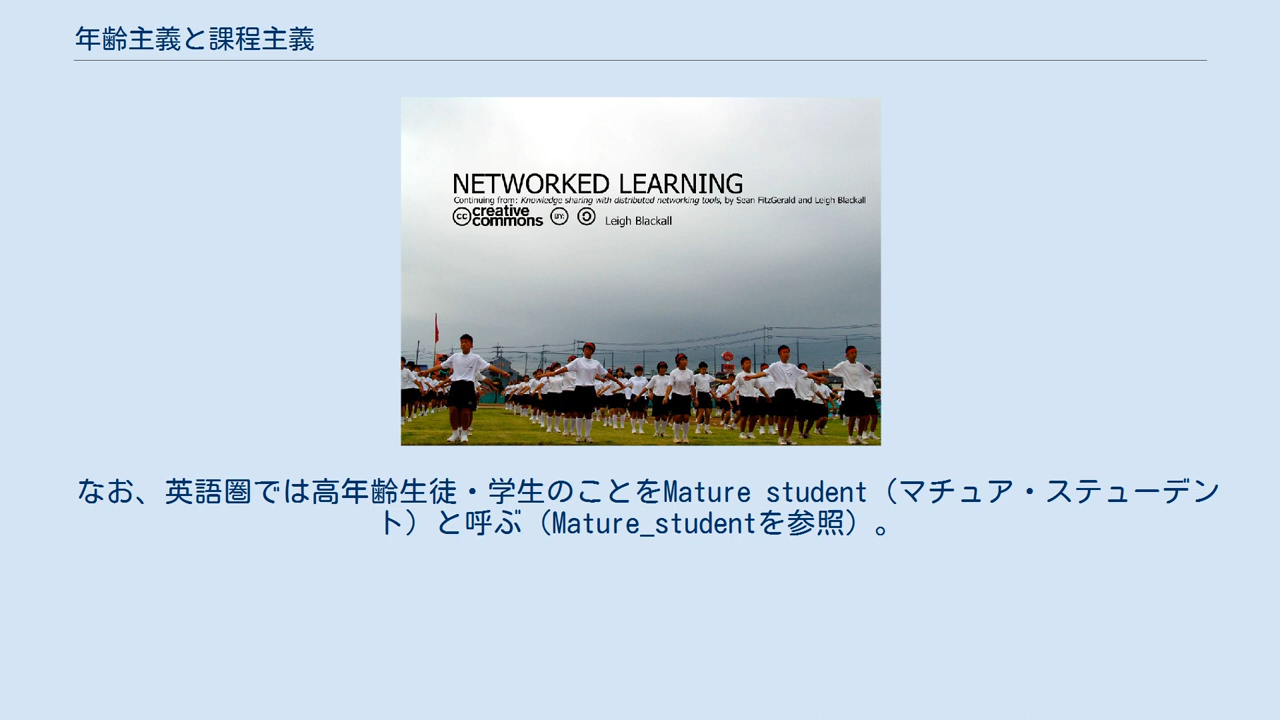 年齢主義と課程主義
NETWORKED LEARNING
Continuing from: Knowledge sharing with distributed networking tools, by Sean FitzGerald and Leigh Blackall
cc creative commons BY: Leigh Blackall
なお、英語圏では高年齢生徒・学生のことをMature student（マチュア・ステューデン
ト）と呼ぶ（Mature_studentを参照）。